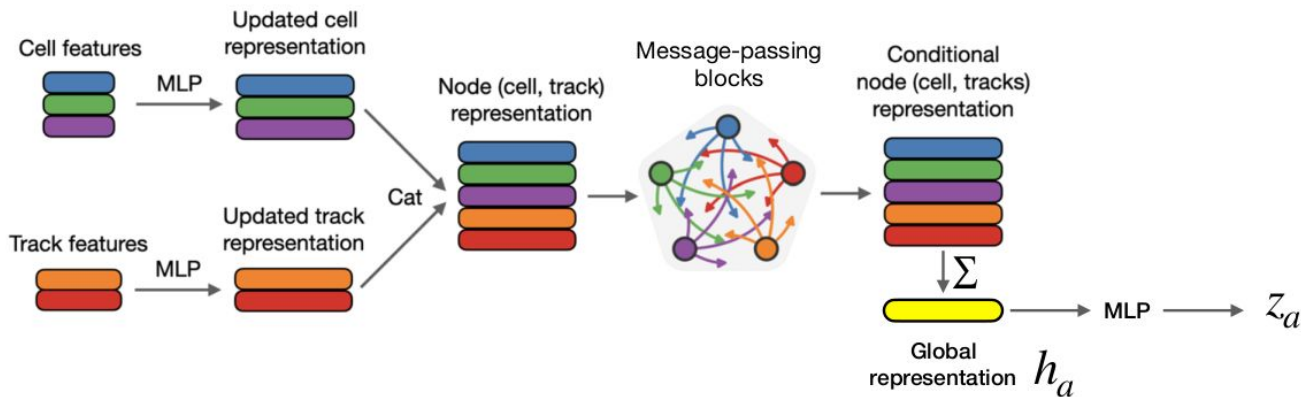 Cell features
MLP
Updated cell
representation
Track features
MLP
Updated track
representation
Cat
Node (cell, track)
representation
Message-passing
blocks
Conditional
node (cell, tracks)
representation
Σ
Global
representation
h_a
MLP
z_a